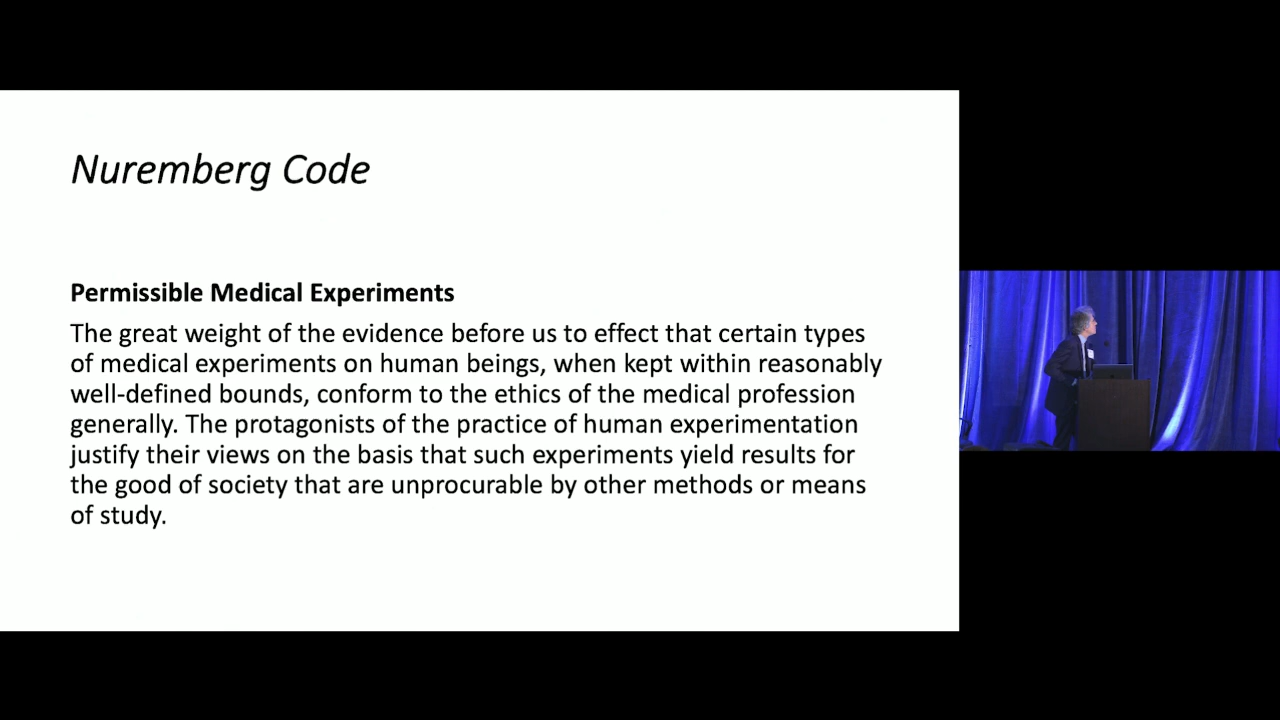 Nuremberg Code
Permissible Medical Experiments
The great weight of the evidence before us to effect that certain types
of medical experiments on human beings, when kept within reasonably
well-defined bounds, conform to the ethics of the medical profession
generally. The protagonists of the practice of human experimentation
justify their views on the basis that such experiments yield results for
the good of society that are unprocurable by other methods or means
of study.